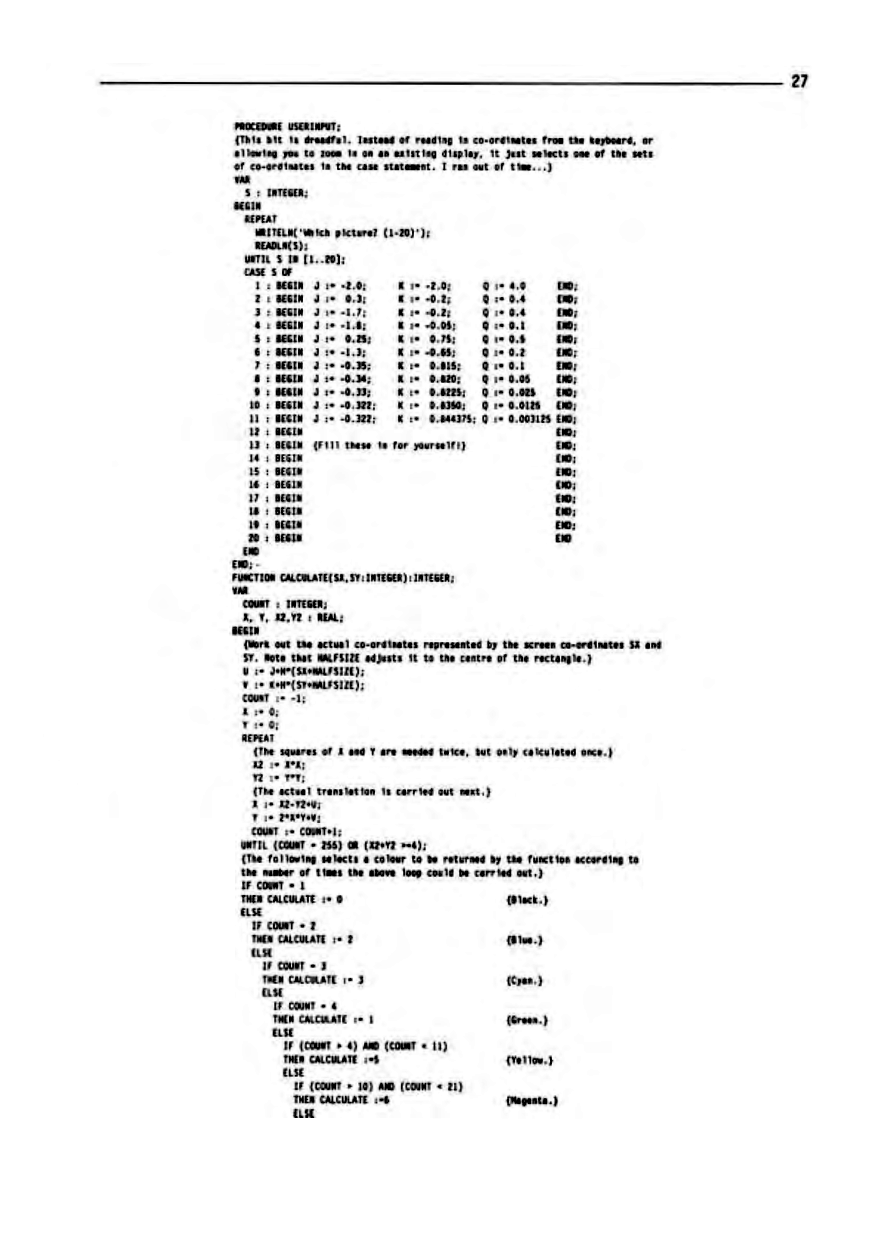 27
PROCEDURE USERINPUT;
{This bit is dreadful. Instead of reading in co-ordinates from the keyboard, or
allowing you to zoom in on an existing display, it just selects one of the sets
of co-ordinates in the case statement. I ran out of time...}
VAR
S : INTEGER;
BEGIN
REPEAT
WRITELN('Which picture? (1-20)');
READLN(S);
UNTIL S IN [1..20];
CASE S OF
1 : BEGIN J := -2.0; K := -2.0; Q := 4.0 END;
2 : BEGIN J := 0.3; K := -0.2; Q := 0.4 END;
3 : BEGIN J := -1.7; K := -0.2; Q := 0.4 END;
4 : BEGIN J := -1.8; K := -0.05; Q := 0.1 END;
5 : BEGIN J := 0.25; K := 0.75; Q := 0.5 END;
6 : BEGIN J := -1.3; K := -0.65; Q := 0.2 END;
7 : BEGIN J := -0.35; K := 0.815; Q := 0.1 END;
8 : BEGIN J := -0.34; K := 0.820; Q := 0.05 END;
9 : BEGIN J := -0.33; K := 0.8225; Q := 0.025 END;
10 : BEGIN J := -0.322; K := 0.8350; Q := 0.0125 END;
11 : BEGIN J := -0.322; K := 0.844375; Q := 0.003125 END;
12 : BEGIN END;
13 : BEGIN {Fill these in for yourself!} END;
14 : BEGIN END;
15 : BEGIN END;
16 : BEGIN END;
17 : BEGIN END;
18 : BEGIN END;
19 : BEGIN END;
20 : BEGIN END
END
END;
FUNCTION CALCULATE(SX,SY:INTEGER):INTEGER;
VAR
COUNT : INTEGER;
X, Y, X2,Y2 : REAL;
BEGIN
{Work out the actual co-ordinates represented by the screen co-ordinates SX and
SY. Note that HALFSIZE adjusts it to the centre of the rectangle.}
U := J+H*(SX+HALFSIZE);
V := K+H*(SY+HALFSIZE);
COUNT := -1;
X := 0;
Y := 0;
REPEAT
{The squares of X and Y are needed twice, but only calculated once.}
X2 := X*X;
Y2 := Y*Y;
{The actual translation is carried out next.}
X := X2-Y2+U;
Y := 2*X*Y+V;
COUNT := COUNT+1;
UNTIL (COUNT = 255) OR (X2+Y2 >=4);
{The following selects a colour to be returned by the function according to
the number of times the above loop could be carried out.}
IF COUNT = 1
THEN CALCULATE := 0 {Black.}
ELSE
IF COUNT = 2
THEN CALCULATE := 2 {Blue.}
ELSE
IF COUNT = 3
THEN CALCULATE := 3 {Cyan.}
ELSE
IF COUNT = 4
THEN CALCULATE := 1 {Green.}
ELSE
IF (COUNT > 4) AND (COUNT < 11)
THEN CALCULATE :=5 {Yellow.}
ELSE
IF (COUNT > 10) AND (COUNT < 21)
THEN CALCULATE :=6 {Magenta.}
ELSE